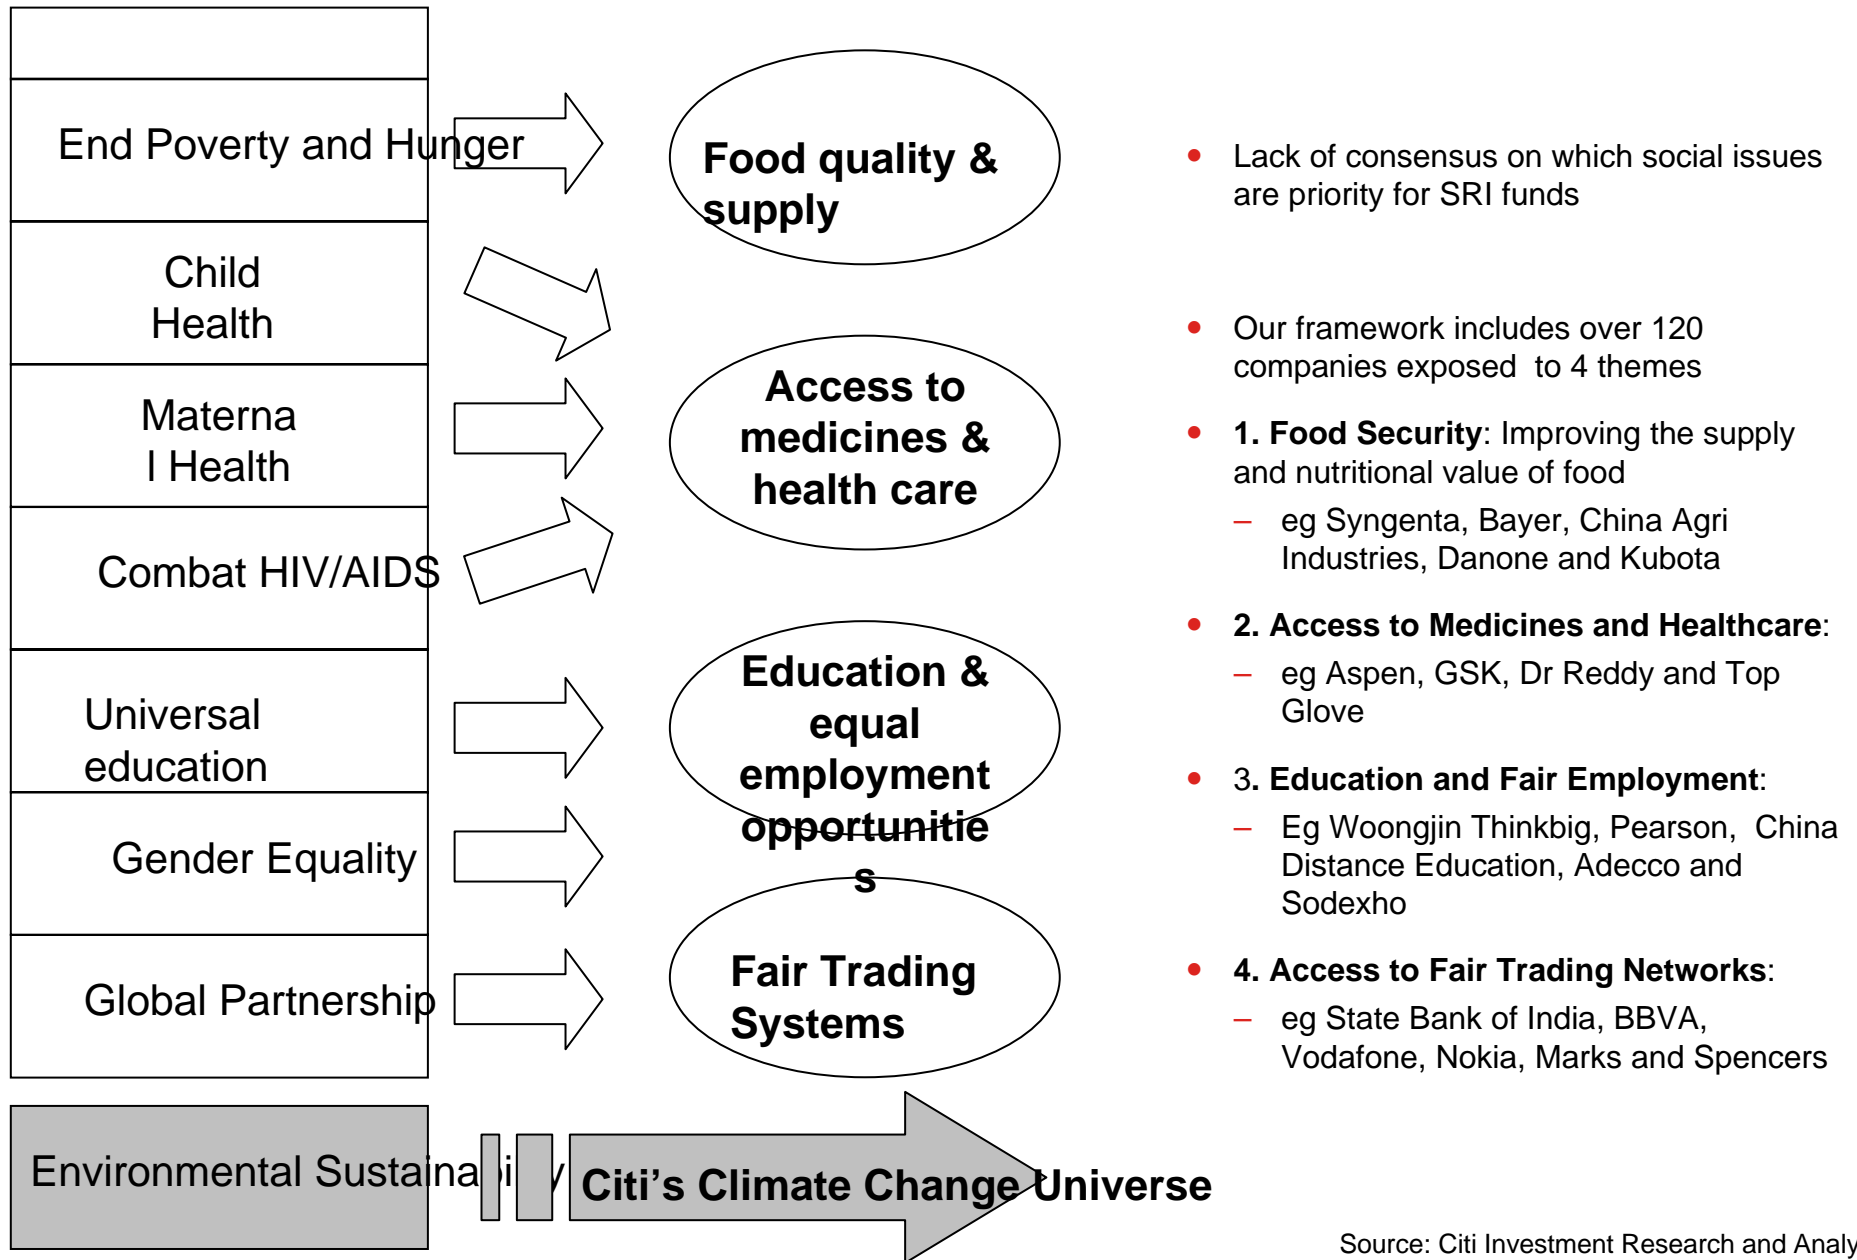 End Poverty and Hunger
Child
Health
Materna
l Health
Combat HIV/AIDS
Universal
education
Gender Equality
Global Partnership
Environmental
Food quality &
supply
Access to
medicines &
health care
Education &
equal
employment
opportunitie
s
Fair Trading
Systems
Citi’s Climate Change Universe
• Lack of consensus on which social issues
are priority for SRI funds
• Our framework includes over 120
companies exposed to 4 themes
• 1. Food Security: Improving the supply
and nutritional value of food
– eg Syngenta, Bayer, China Agri
Industries, Danone and Kubota
• 2. Access to Medicines and Healthcare:
– eg Aspen, GSK, Dr Reddy and Top
Glove
• 3. Education and Fair Employment:
– Eg Woongjin Thinkbig, Pearson, China
Distance Education, Adecco and
Sodexho
• 4. Access to Fair Trading Networks:
– eg State Bank of India, BBVA,
Vodafone, Nokia, Marks and Spencers
Source: Citi Investment Research and Analy